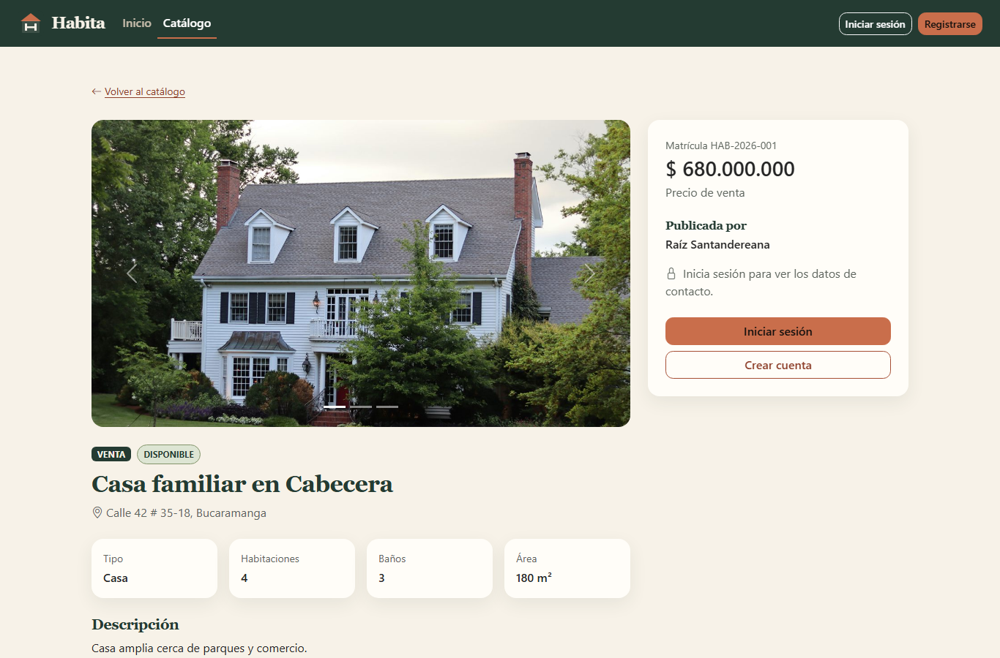 Habita
Inicio
Catálogo
Iniciar sesión
Registrarse
← Volver al catálogo
Matrícula HAB-2026-001
$ 680.000.000
Precio de venta
Publicada por
Raíz Santandereana
Inicia sesión para ver los datos de
contacto.
Iniciar sesión
Crear cuenta
VENTA
DISPONIBLE
Casa familiar en Cabecera
Calle 42 # 35-18, Bucaramanga
Tipo
Casa
Habitaciones
4
Baños
3
Área
180 m²
Descripción
Casa amplia cerca de parques y comercio.